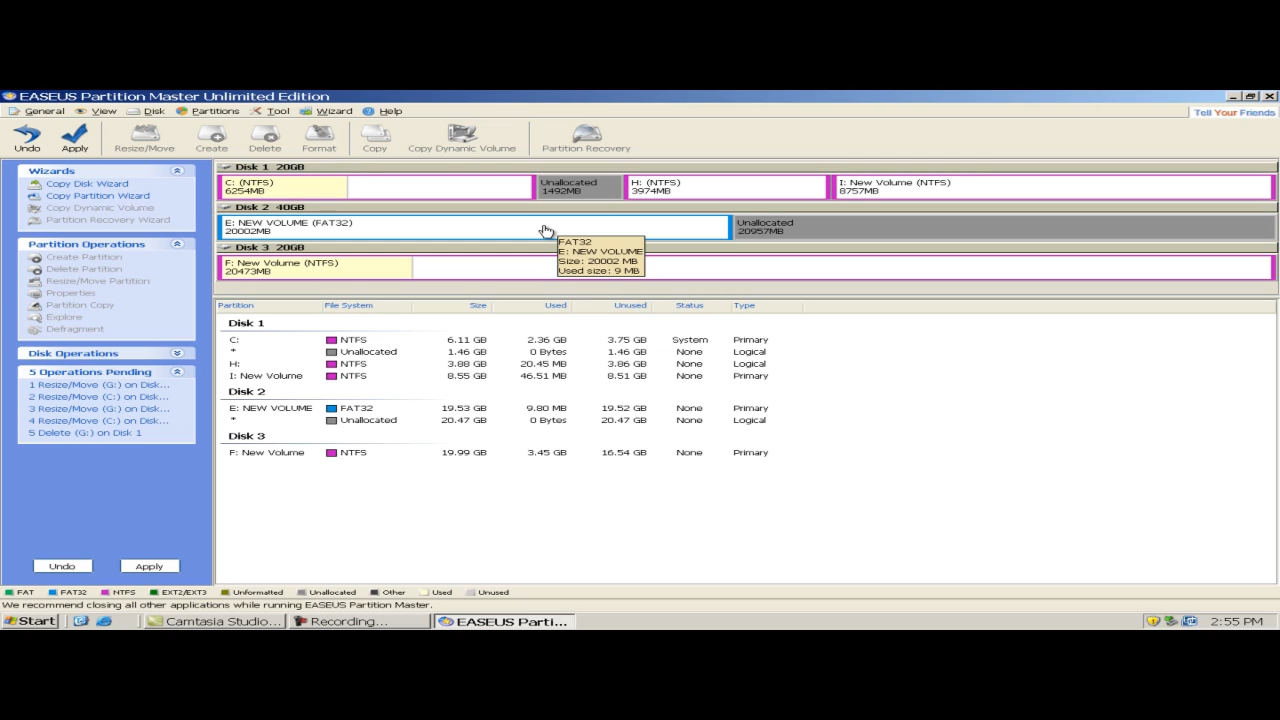 EASEUS Partition Master Unlimited Edition
General View Disk Partitions Tool Wizard Help
Tell Your Friends
Undo Apply Resize/Move Create Delete Format Copy Copy Dynamic Volume Partition Recovery
Wizards
Copy Disk Wizard
Copy Partition Wizard
Copy Dynamic Volume
Partition Recovery Wizard
Partition Operations
Create Partition
Delete Partition
Resize/Move Partition
Properties
Partition Copy
Explore
Defragment
Disk Operations
5 Operations Pending
1 Resize/Move (G:) on Disk...
2 Resize/Move (C:) on Disk...
3 Resize/Move (G:) on Disk...
4 Resize/Move (C:) on Disk...
5 Delete (G:) on Disk 1
Undo Apply
Disk 1 20GB
C: (NTFS) Unallocated H: (NTFS) I: New Volume (NTFS)
6254MB 1492MB 3974MB 8757MB
Disk 2 40GB
E: NEW VOLUME (FAT32) Unallocated
20002MB 20957MB
FAT32
E: NEW VOLUME
Size: 20002 MB
Used size: 9 MB
Disk 3 20GB
F: New Volume (NTFS)
20473MB
Partition File System Size Used Unused Status Type
Disk 1
C: NTFS 6.11 GB 2.36 GB 3.75 GB System Primary
* Unallocated 1.46 GB 0 Bytes 1.46 GB None Logical
H: NTFS 3.88 GB 20.45 MB 3.86 GB None Logical
I: New Volume NTFS 8.55 GB 46.51 MB 8.51 GB None Primary
Disk 2
E: NEW VOLUME FAT32 19.53 GB 9.80 MB 19.52 GB None Primary
* Unallocated 20.47 GB 0 Bytes 20.47 GB None Logical
Disk 3
F: New Volume NTFS 19.99 GB 3.45 GB 16.54 GB None Primary
FAT FAT32 NTFS EXT2/EXT3 Unformatted Unallocated Other Used Unused
We recommend closing all other applications while running EASEUS Partition Master.
Start Camtasia Studio... Recording... EASEUS Parti... 2:55 PM